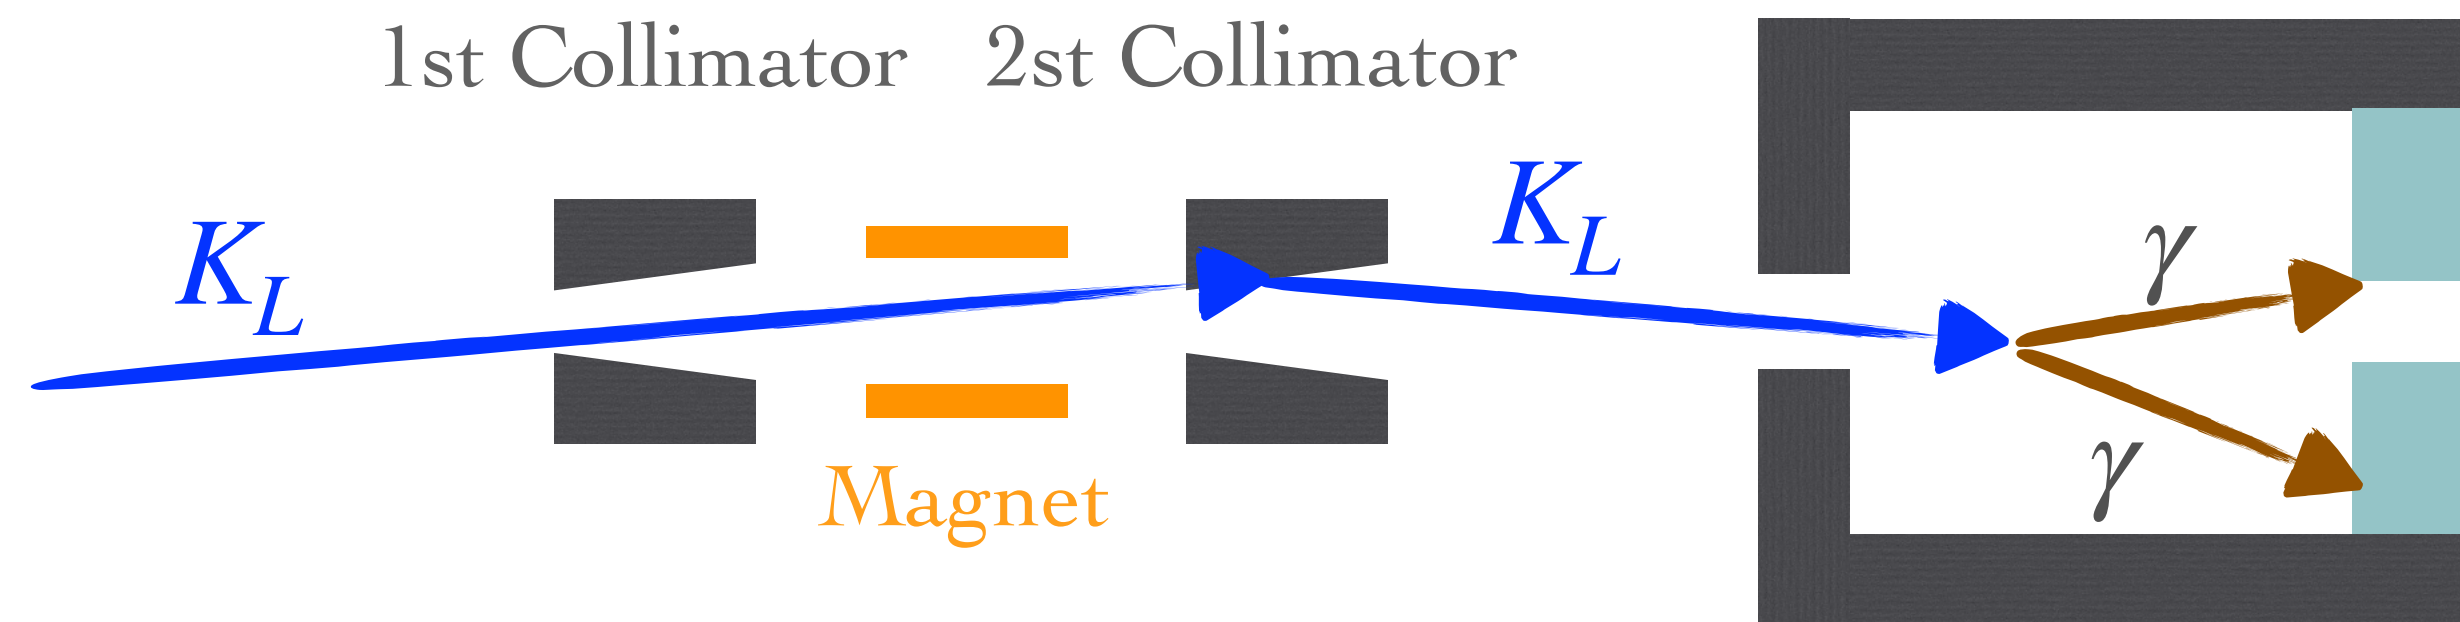 1st Collimator
2st Collimator
K_L
K_L
γ
γ
Magnet